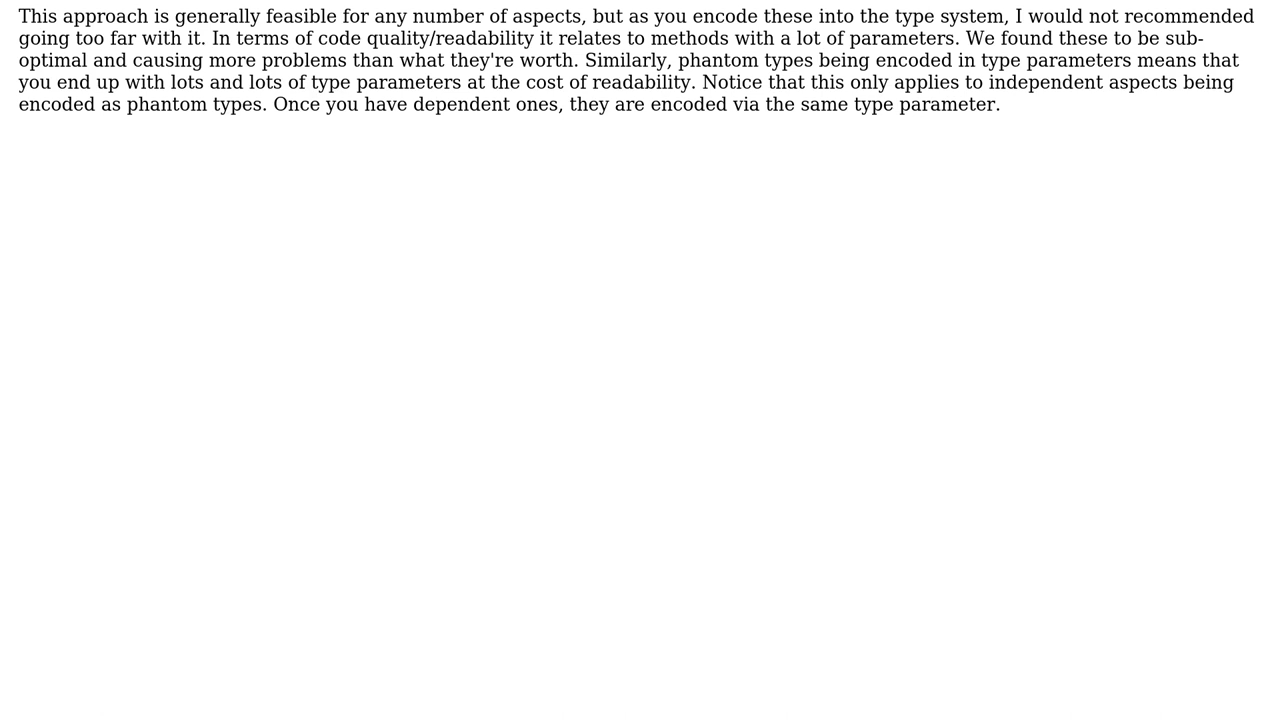 This approach is generally feasible for any number of aspects, but as you encode these into the type system, I would not recommended
going too far with it. In terms of code quality/readability it relates to methods with a lot of parameters. We found these to be sub-
optimal and causing more problems than what they're worth. Similarly, phantom types being encoded in type parameters means that
you end up with lots and lots of type parameters at the cost of readability. Notice that this only applies to independent aspects being
encoded as phantom types. Once you have dependent ones, they are encoded via the same type parameter.